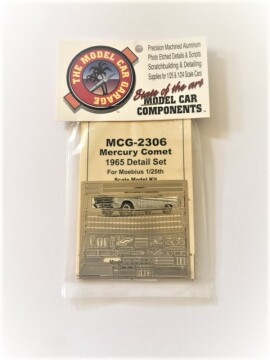 THE MODEL CAR GARAGE
Precision Machined Aluminum
Photo Etched Details & Scripts
Scratchbuilding & Detailing
Supplies for 1/25 & 1/24 Scale Cars
State of the art
MODEL CAR
COMPONENTS
MCG-2306
Mercury Comet
1965 Detail Set
For Moebius 1/25th
Scale Model Kit